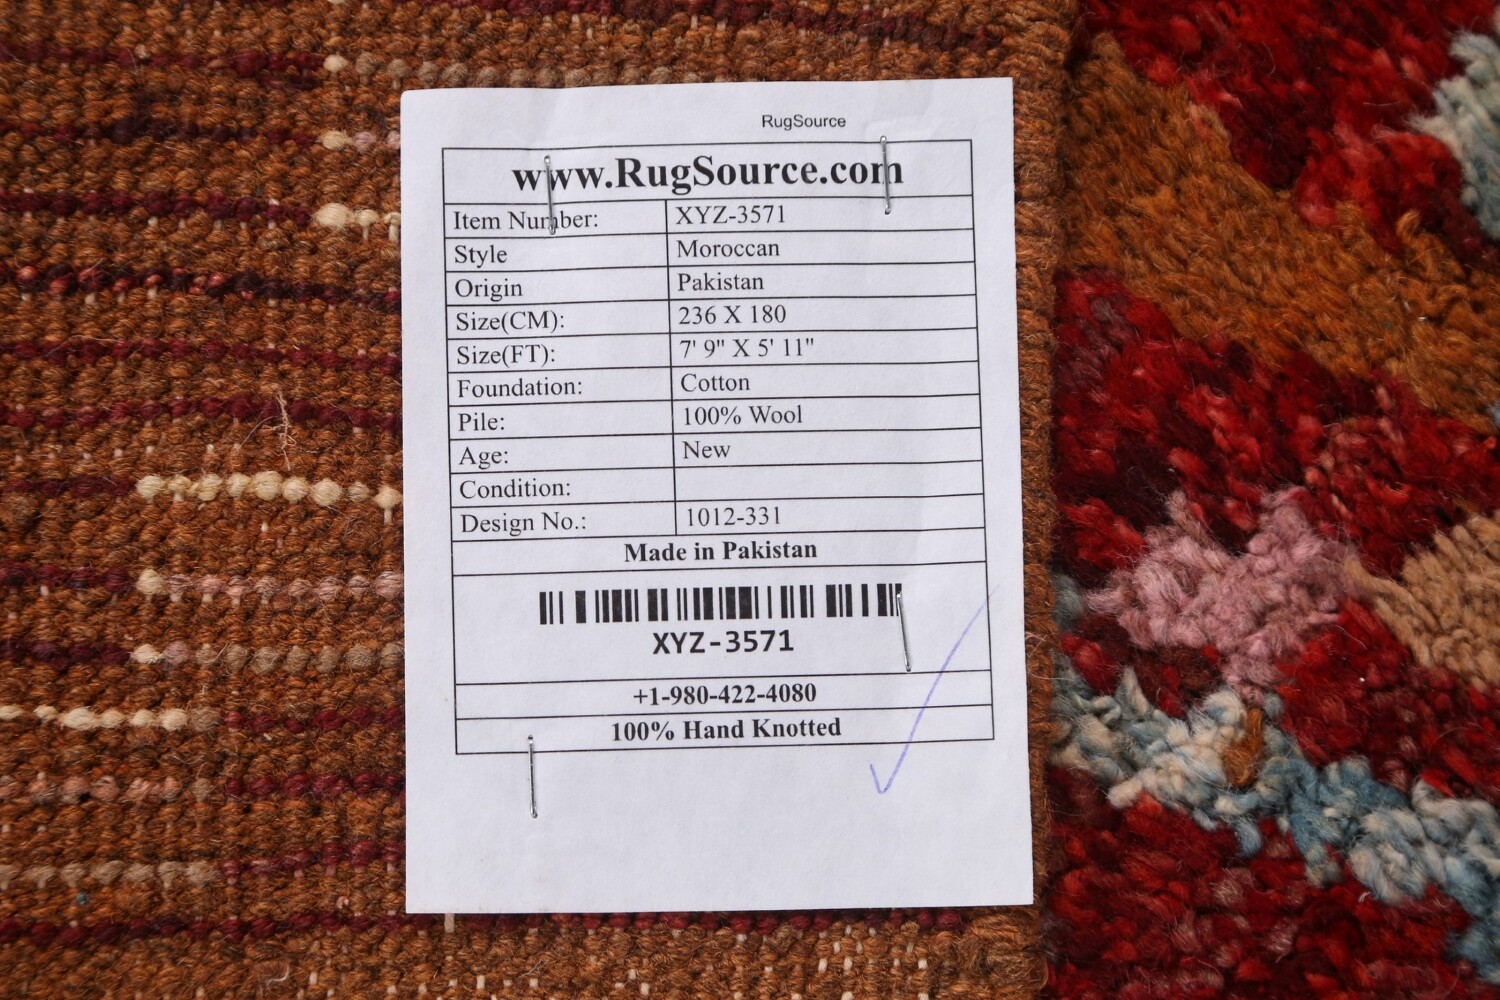 RugSource
www.RugSource.com
Item Number: XYZ-3571
Style Moroccan
Origin Pakistan
Size(CM): 236 X 180
Size(FT): 7' 9" X 5' 11"
Foundation: Cotton
Pile: 100% Wool
Age: New
Condition:
Design No.: 1012-331
Made in Pakistan
XYZ-3571
+1-980-422-4080
100% Hand Knotted